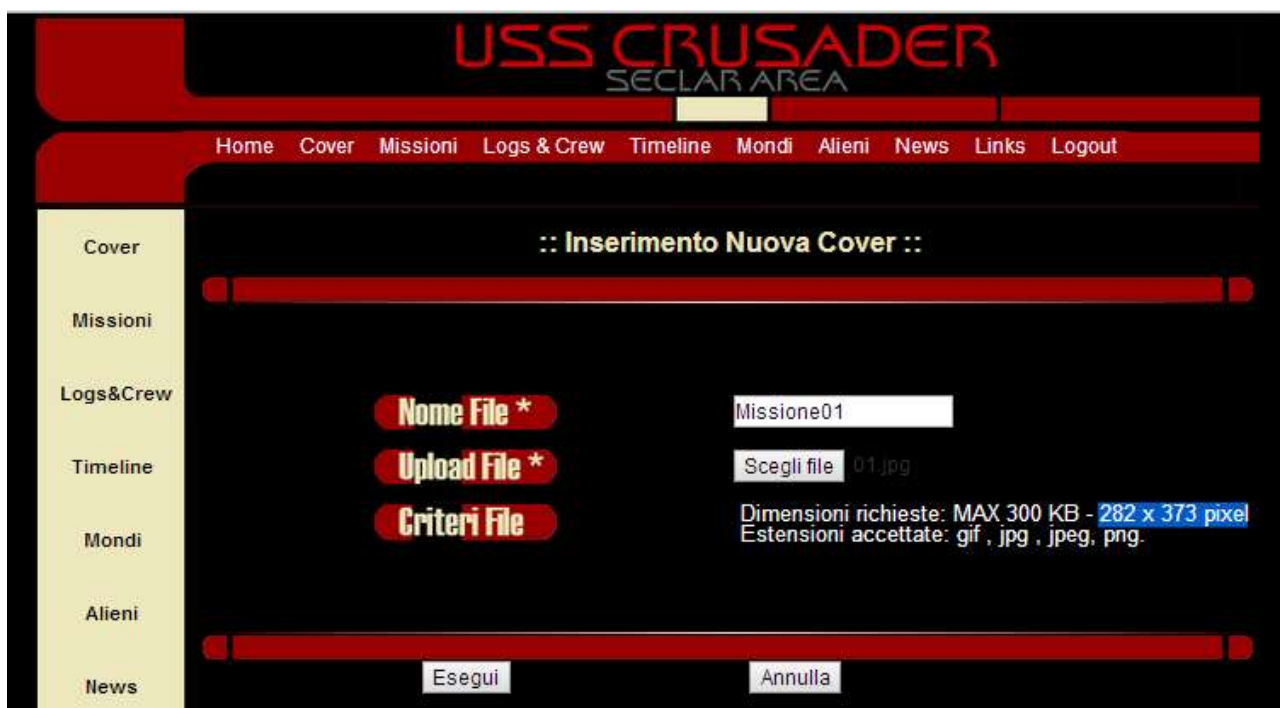 USS CRUSADER
SECLAR AREA
Home Cover Missioni Logs & Crew Timeline Mondi Alieni News Links Logout
Cover
Missioni
Logs&Crew
Timeline
Mondi
Alieni
News
:: Inserimento Nuova Cover ::
Nome File * Missione01
Upload File * Scegli file 01.jpg
Criteri File
Dimensioni richieste: MAX 300 KB - 282 x 373 pixel
Estensioni accettate: gif , jpg , jpeg, png.
Esegui Annulla